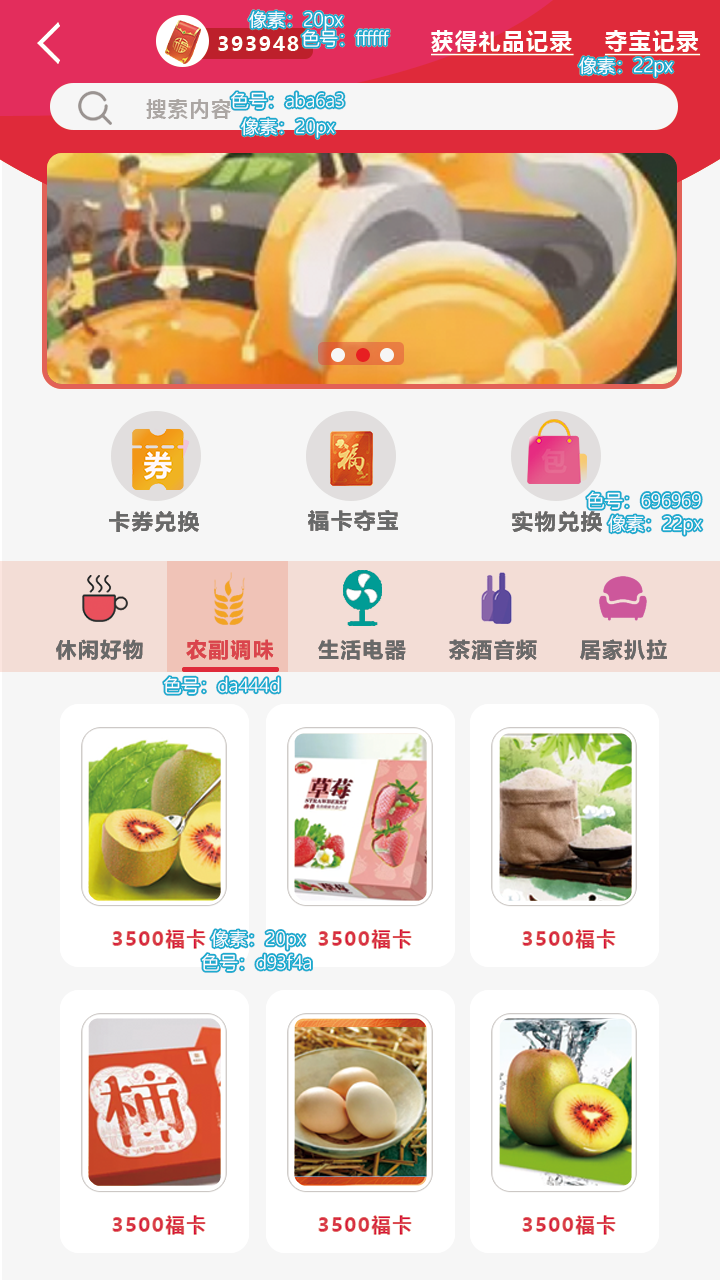 像素：20px
393948
色号：ffffff
获得礼品记录
夺宝记录
像素：22px
搜索内容
色号：aba6a3
像素：20px
券
福
包
卡券兑换
福卡夺宝
实物兑换
色号：696969
像素：22px
休闲好物
农副调味
生活电器
茶酒音频
居家扒拉
色号：da444d
草莓
STRAWBERRY
3500福卡
像素：20px
色号：d93f4a
3500福卡
3500福卡
柿
3500福卡
3500福卡
3500福卡